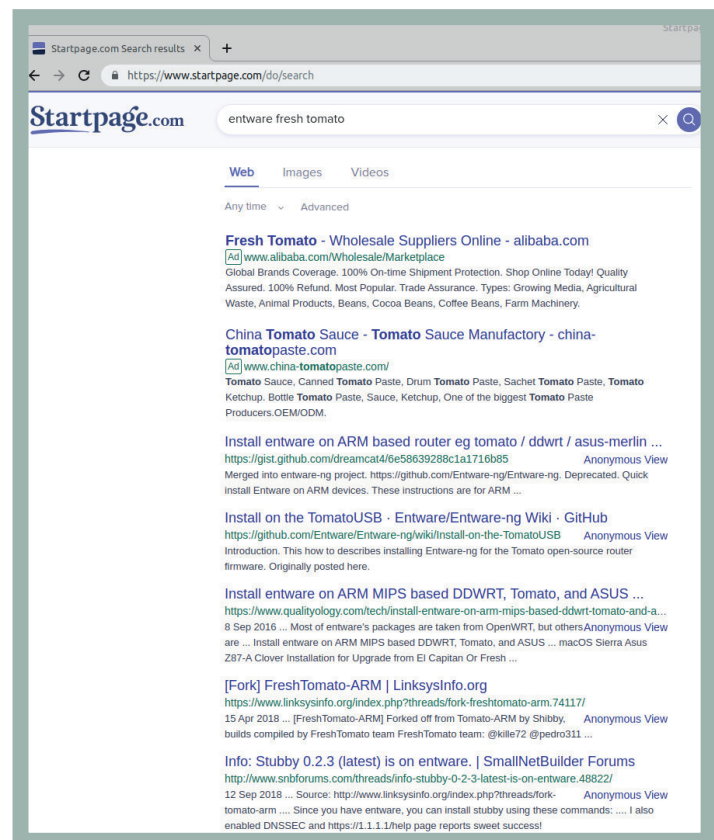 Startpa
Startpage.com Search results × +
https://www.startpage.com/do/search
Startpage.com
entware fresh tomato
Web Images Videos
Any time Advanced
Fresh Tomato - Wholesale Suppliers Online - alibaba.com
Ad www.alibaba.com/Wholesale/Marketplace
Global Brands Coverage. 100% On-time Shipment Protection. Shop Online Today! Quality
Assured. 100% Refund. Most Popular. Trade Assurance. Types: Growing Media, Agricultural
Waste, Animal Products, Beans, Cocoa Beans, Coffee Beans, Farm Machinery.
China Tomato Sauce - Tomato Sauce Manufactory - china-
tomatopaste.com
Ad www.china-tomatopaste.com/
Tomato Sauce, Canned Tomato Paste, Drum Tomato Paste, Sachet Tomato Paste, Tomato
Ketchup. Bottle Tomato Paste, Sauce, Ketchup, One of the biggest Tomato Paste
Producers.OEM/ODM.
Install entware on ARM based router eg tomato / ddwrt / asus-merlin ...
https://gist.github.com/dreamcat4/6e58639288c1a1716b85 Anonymous View
Merged into entware-ng project. https://github.com/Entware-ng/Entware-ng. Deprecated. Quick
install Entware on ARM devices. These instructions are for ARM ...
Install on the TomatoUSB · Entware/Entware-ng Wiki · GitHub
https://github.com/Entware/Entware-ng/wiki/Install-on-the-TomatoUSB Anonymous View
Introduction. This how to describes installing Entware-ng for the Tomato open-source router
firmware. Originally posted here.
Install entware on ARM MIPS based DDWRT, Tomato, and ASUS ...
https://www.qualityology.com/tech/install-entware-on-arm-mips-based-ddwrt-tomato-and-a...
8 Sep 2016 ... Most of entware's packages are taken from OpenWRT, but others Anonymous View
are ... Install entware on ARM MIPS based DDWRT, Tomato, and ASUS ... macOS Sierra Asus
Z87-A Clover Installation for Upgrade from El Capitan Or Fresh ...
[Fork] FreshTomato-ARM | LinksysInfo.org
https://www.linksysinfo.org/index.php?threads/fork-freshtomato-arm.74117/
15 Apr 2018 ... [FreshTomato-ARM] Forked off from Tomato-ARM by Shibby, Anonymous View
builds compiled by FreshTomato team FreshTomato team: @kille72 @pedro311 ...
Info: Stubby 0.2.3 (latest) is on entware. | SmallNetBuilder Forums
http://www.snbforums.com/threads/info-stubby-0-2-3-latest-is-on-entware.48822/
12 Sep 2018 ... Source: http://www.linksysinfo.org/index.php?threads/fork- Anonymous View
tomato-arm .... Since you have entware, you can install stubby using these commands: .... I also
enabled DNSSEC and https://1.1.1.1/help page reports sweet success!